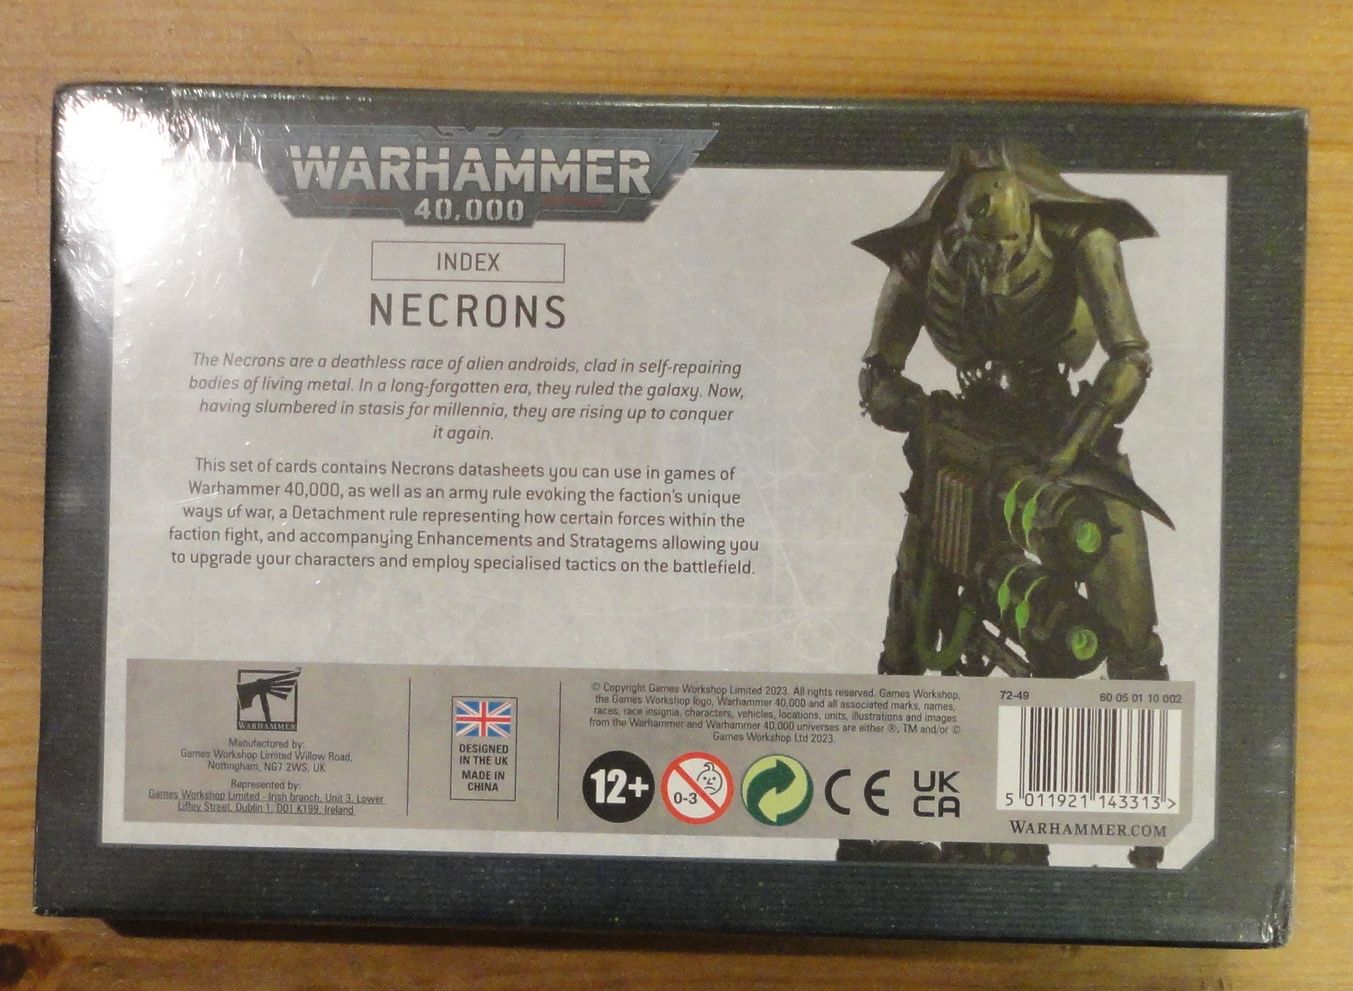 WARHAMMER
40,000
INDEX
NECRONS
The Necrons are a deathless race of alien androids, clad in self-repairing
bodies of living metal. In a long-forgotten era, they ruled the galaxy. Now,
having slumbered in stasis for millennia, they are rising up to conquer
it again.
This set of cards contains Necrons datasheets you can use in games of
Warhammer 40,000, as well as an army rule evoking the faction's unique
ways of war, a Detachment rule representing how certain forces within the
faction fight, and accompanying Enhancements and Stratagems allowing you
to upgrade your characters and employ specialised tactics on the battlefield.
WARHAMMER
Manufactured by:
Games Workshop Limited Willow Road,
Nottingham, NG7 2WS, UK
Represented by:
Games Workshop Limited - Irish branch, Unit 3, Lower
Liffey Street, Dublin 1, D01 K199, Ireland
DESIGNED
IN THE UK
MADE IN
CHINA
© Copyright Games Workshop Limited 2023. All rights reserved. Games Workshop,
the Games Workshop logo, Warhammer 40,000 and all associated marks, names,
races, race insignia, characters, vehicles, locations, units, illustrations and images
from the Warhammer and Warhammer 40,000 universes are either ®, TM and/or ©
Games Workshop Ltd 2023.
12+
0-3
CE
UK
CA
72-49 60 05 01 10 002
5 011921 143313 >
WARHAMMER.COM